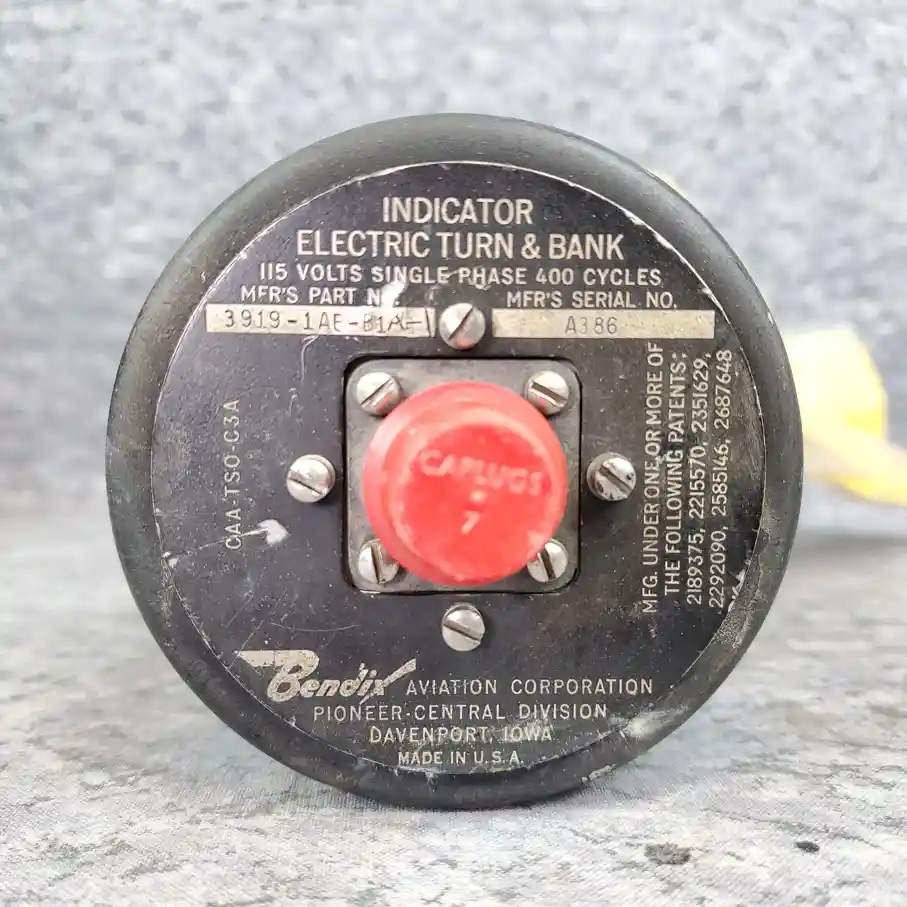 INDICATOR
ELECTRIC TURN & BANK
115 VOLTS SINGLE PHASE 400 CYCLES
MFR'S PART NO.
3919-1AE-B1A-1
MFR'S SERIAL NO.
A386
CAA-TSO-C3A
CAPLUGS
7
MFG. UNDER ONE OR MORE OF
THE FOLLOWING PATENTS:
2189375, 2215570, 2351629,
2292090, 2585146, 2687648
Bendix AVIATION CORPORATION
PIONEER-CENTRAL DIVISION
DAVENPORT, IOWA
MADE IN U.S.A.